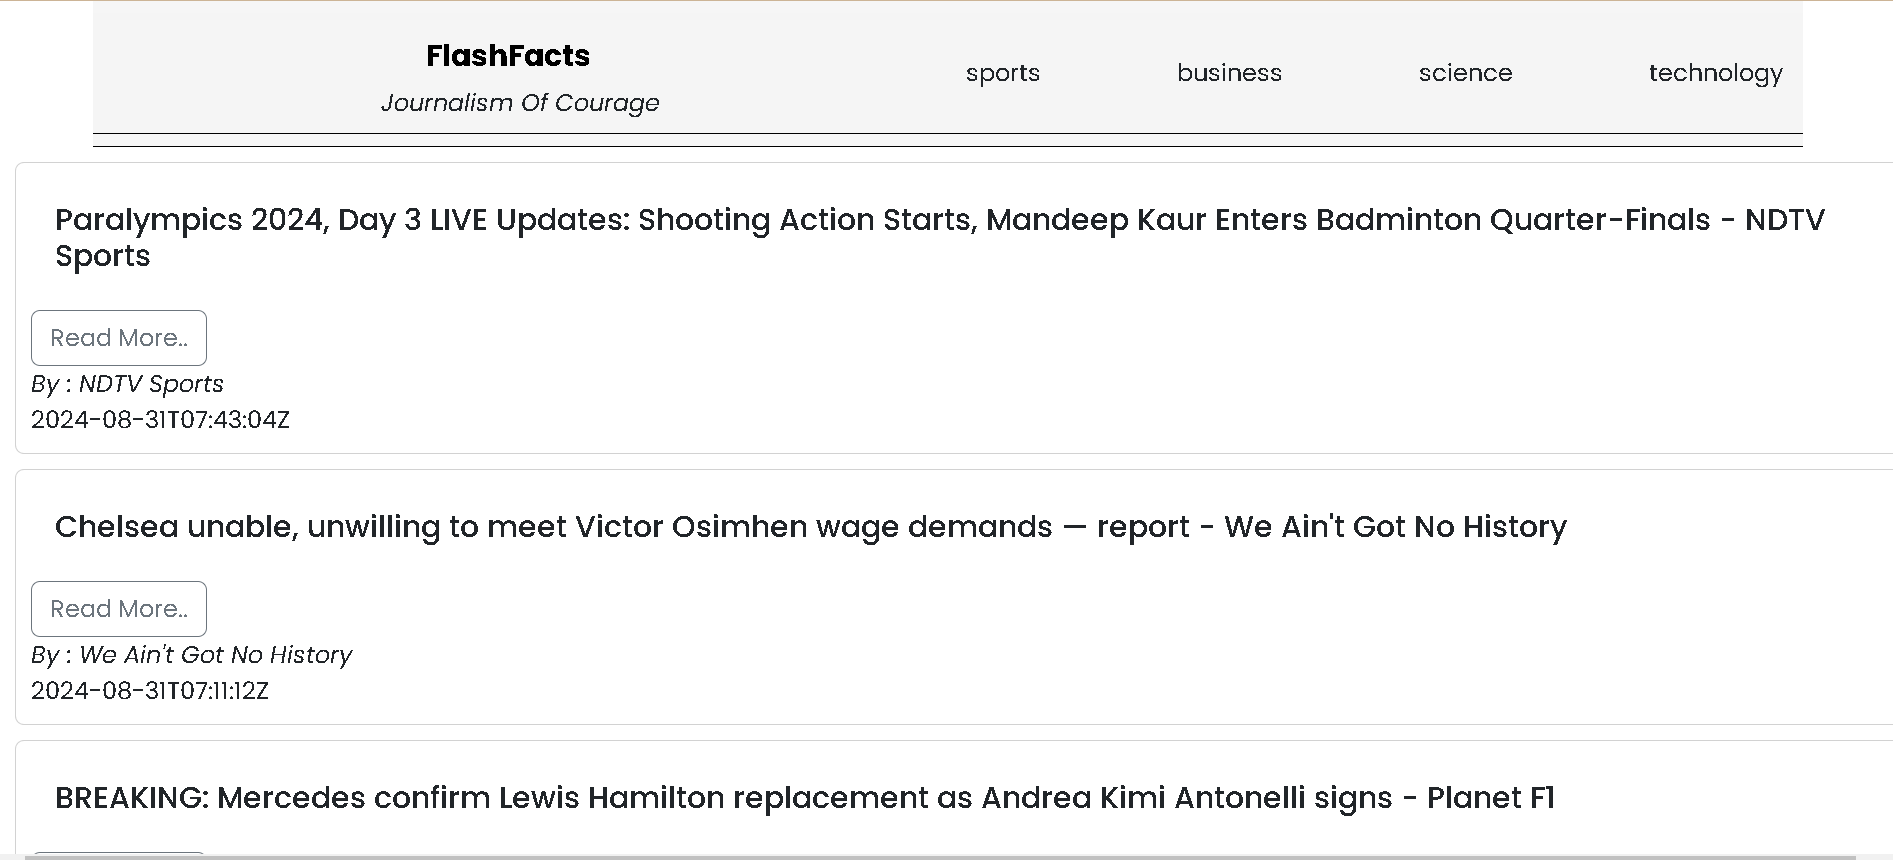 FlashFacts
Journalism Of Courage
sports business science technology
Paralympics 2024, Day 3 LIVE Updates: Shooting Action Starts, Mandeep Kaur Enters Badminton Quarter-Finals - NDTV
Sports
Read More..
By : NDTV Sports
2024-08-31T07:43:04Z
Chelsea unable, unwilling to meet Victor Osimhen wage demands — report - We Ain't Got No History
Read More..
By : We Ain't Got No History
2024-08-31T07:11:12Z
BREAKING: Mercedes confirm Lewis Hamilton replacement as Andrea Kimi Antonelli signs - Planet F1